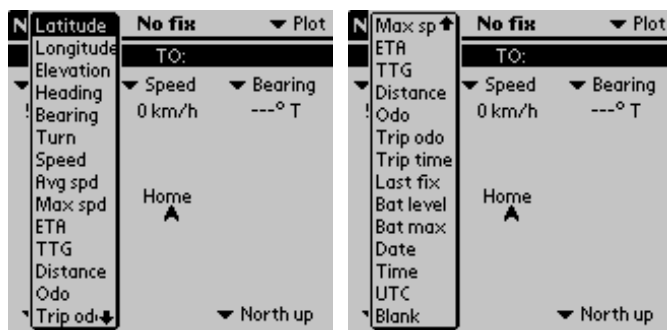 N
Latitude
Longitude
Elevation
Heading
Bearing
Turn
Speed
Avg spd
Max spd
ETA
TTG
Distance
Odo
Trip od
No fix
Plot
TO:
Speed
Bearing
0 km/h
---° T
Home
North up
N
Max sp
ETA
TTG
Distance
Odo
Trip odo
Trip time
Last fix
Bat level
Bat max
Date
Time
UTC
Blank
No fix
Plot
TO:
Speed
Bearing
0 km/h
---° T
Home
North up